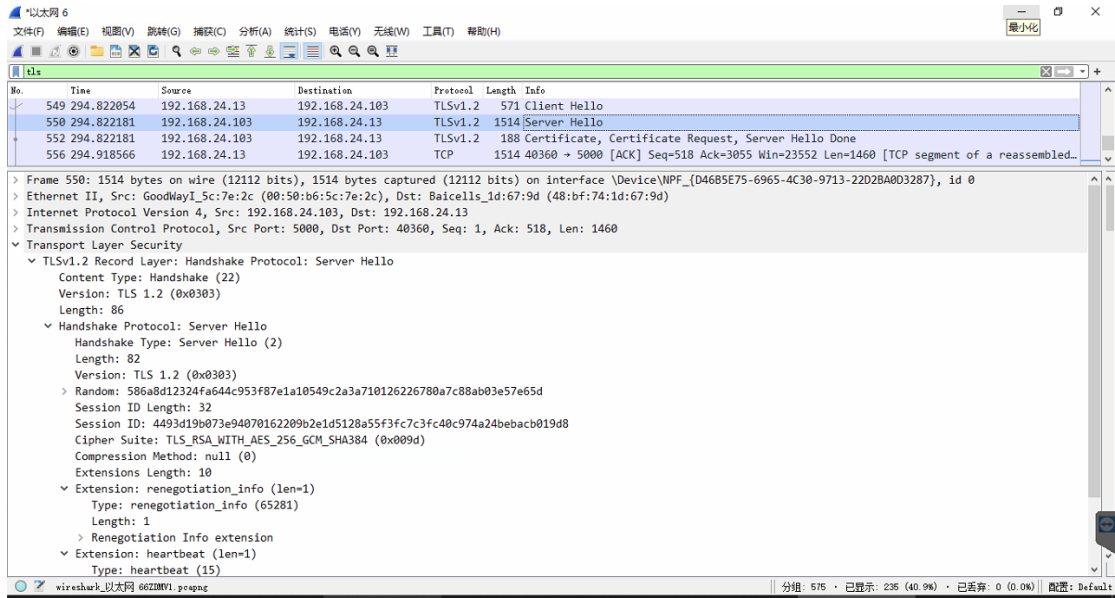 *以太网 6
文件(F) 编辑(E) 视图(V) 跳转(G) 捕获(C) 分析(A) 统计(S) 电话(Y) 无线(W) 工具(T) 帮助(H)
最小化
tls
No. Time Source Destination Protocol Length Info
549 294.822054 192.168.24.13 192.168.24.103 TLSv1.2 571 Client Hello
550 294.822181 192.168.24.103 192.168.24.13 TLSv1.2 1514 Server Hello
552 294.822181 192.168.24.103 192.168.24.13 TLSv1.2 188 Certificate, Certificate Request, Server Hello Done
556 294.918566 192.168.24.13 192.168.24.103 TCP 1514 40360 → 5000 [ACK] Seq=518 Ack=3055 Win=23552 Len=1460 [TCP segment of a reassembled…
Frame 550: 1514 bytes on wire (12112 bits), 1514 bytes captured (12112 bits) on interface \Device\NPF_{D46B5E75-6965-4C30-9713-22D2BA0D3287}, id 0
Ethernet II, Src: GoodWayI_5c:7e:2c (00:50:b6:5c:7e:2c), Dst: Baicells_1d:67:9d (48:bf:74:1d:67:9d)
Internet Protocol Version 4, Src: 192.168.24.103, Dst: 192.168.24.13
Transmission Control Protocol, Src Port: 5000, Dst Port: 40360, Seq: 1, Ack: 518, Len: 1460
Transport Layer Security
TLSv1.2 Record Layer: Handshake Protocol: Server Hello
Content Type: Handshake (22)
Version: TLS 1.2 (0x0303)
Length: 86
Handshake Protocol: Server Hello
Handshake Type: Server Hello (2)
Length: 82
Version: TLS 1.2 (0x0303)
Random: 586a8d12324fa644c953f87e1a10549c2a3a710126226780a7c88ab03e57e65d
Session ID Length: 32
Session ID: 4493d19b073e94070162209b2e1d5128a55f3fc7c3fc40c974a24bebacb019d8
Cipher Suite: TLS_RSA_WITH_AES_256_GCM_SHA384 (0x009d)
Compression Method: null (0)
Extensions Length: 10
Extension: renegotiation_info (len=1)
Type: renegotiation_info (65281)
Length: 1
Renegotiation Info extension
Extension: heartbeat (len=1)
Type: heartbeat (15)
wireshark_以太网 66ZDMV1.pcapng 分组: 575 · 已显示: 235 (40.9%) · 已丢弃: 0 (0.0%) 配置: Default